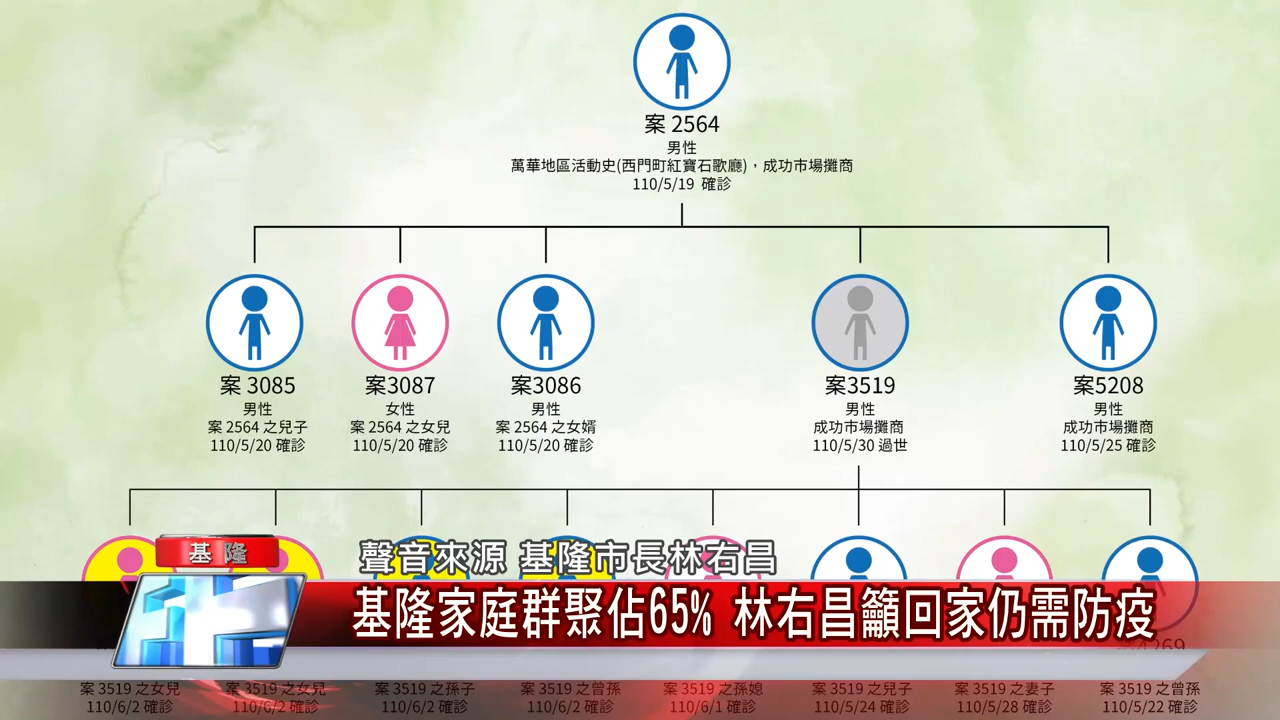 案 2564
男性
萬華地區活動史(西門町紅寶石歌廳),成功市場攤商
110/5/19 確診
案 3085
男性
案 2564 之兒子
110/5/20 確診
案3087
女性
案 2564 之女兒
110/5/20 確診
案3086
男性
案 2564 之女婿
110/5/20 確診
案3519
男性
成功市場攤商
110/5/30 過世
案5208
男性
成功市場攤商
110/5/25 確診
基隆
聲音來源 基隆市長林右昌
基隆家庭群聚佔65% 林右昌籲回家仍需防疫
案 3519 之女兒
110/6/2 確診
案 3519 之女兒
110/6/2 確診
案 3519 之孫子
110/6/2 確診
案 3519 之曾孫
110/6/2 確診
案 3519 之孫媳
110/6/1 確診
案 3519 之兒子
110/5/24 確診
案 3519 之妻子
110/5/28 確診
案 3519 之曾孫
110/5/22 確診